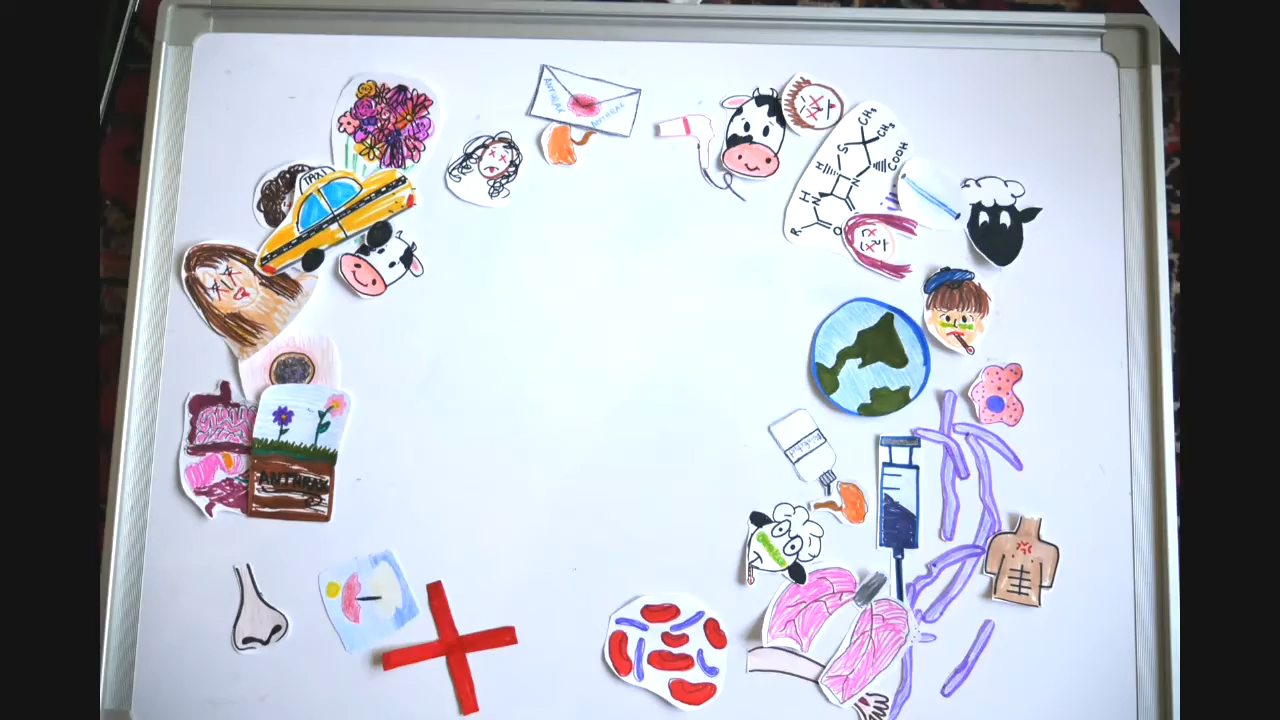 ANTHRAX
ANTHRAX
TAXI
CH₃
CH₃
S
COOH
H
N
H
N
O
R
ANTHRAX